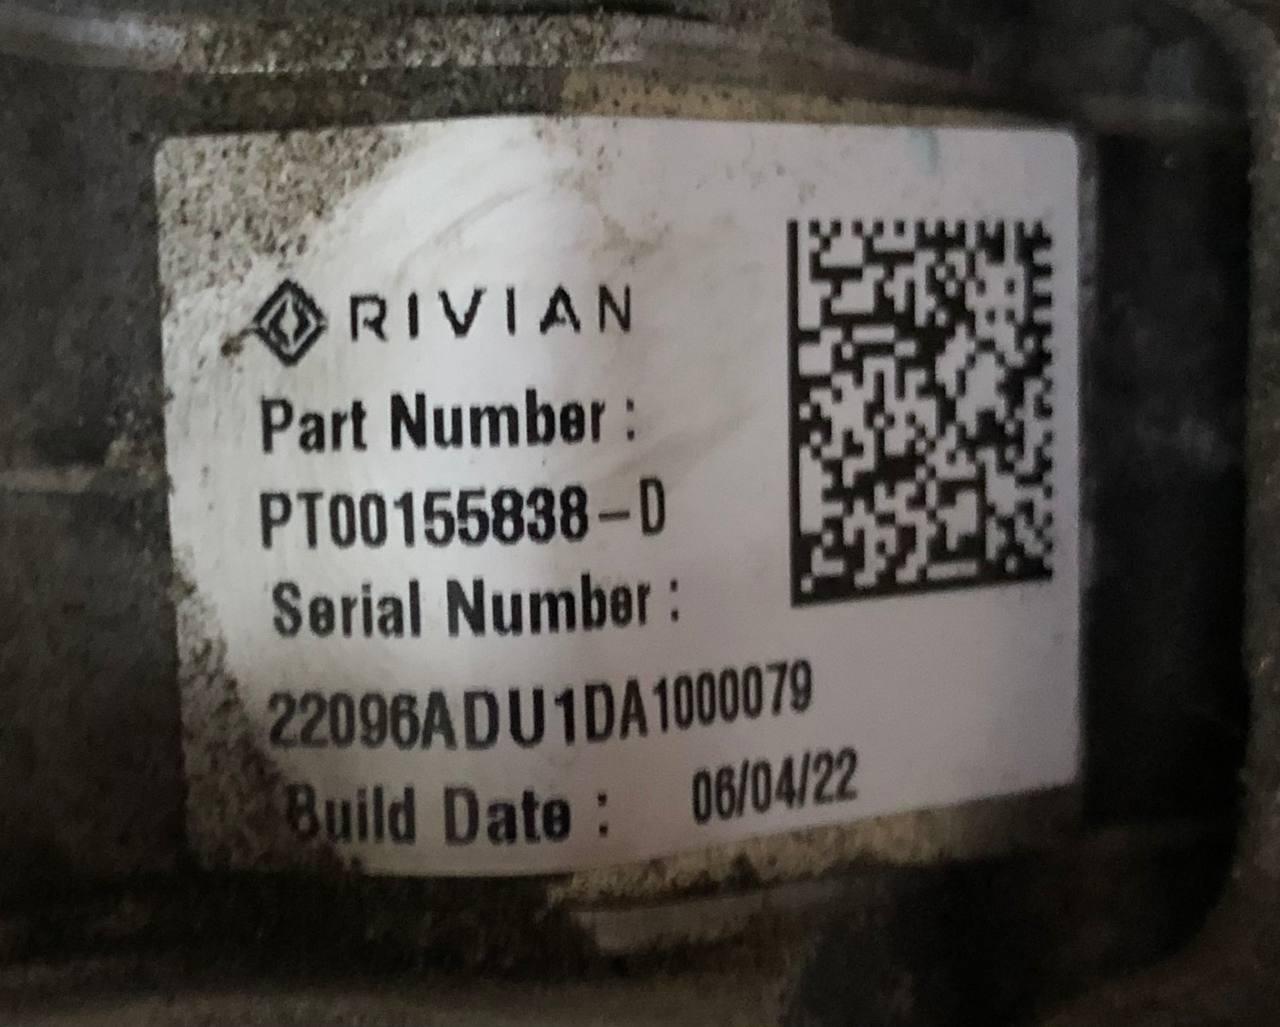 RIVIAN
Part Number :
PT00155838-D
Serial Number :
22096ADU1DA1000079
Build Date : 06/04/22